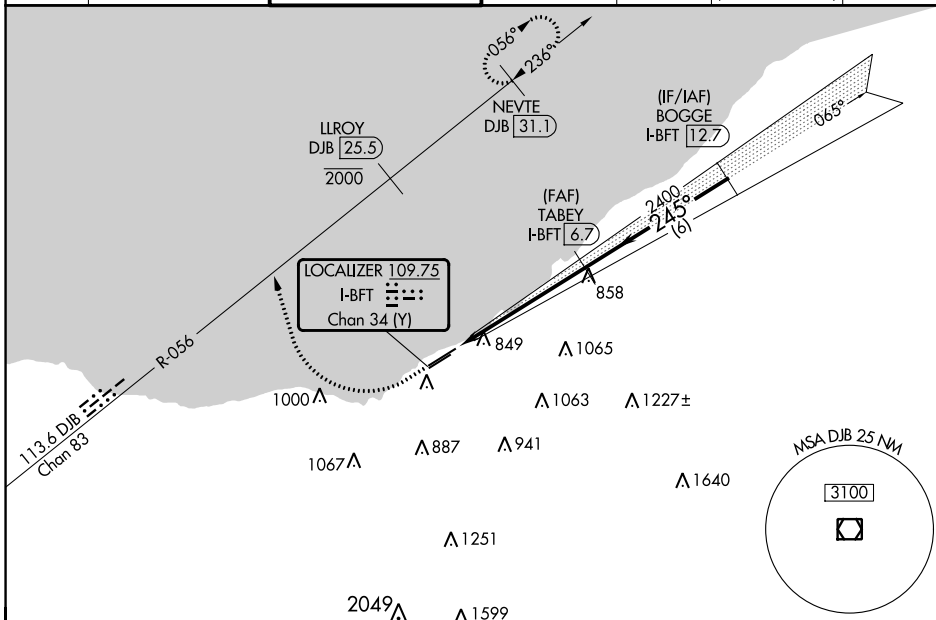 056°
236°
NEVTE
DJB 31.1
LLROY
DJB 25.5
2000
(IF/IAF)
BOGGE
I-BFT 12.7
065°
(FAF)
TABEY
I-BFT 6.7
2400
245°
(6)
LOCALIZER 109.75
I-BFT
Chan 34 (Y)
858
849
1065
R-056
113.6 DJB
Chan 83
1000
1063
1227±
1067
887
941
1640
MSA DJB 25 NM
3100
1251
2049
1599